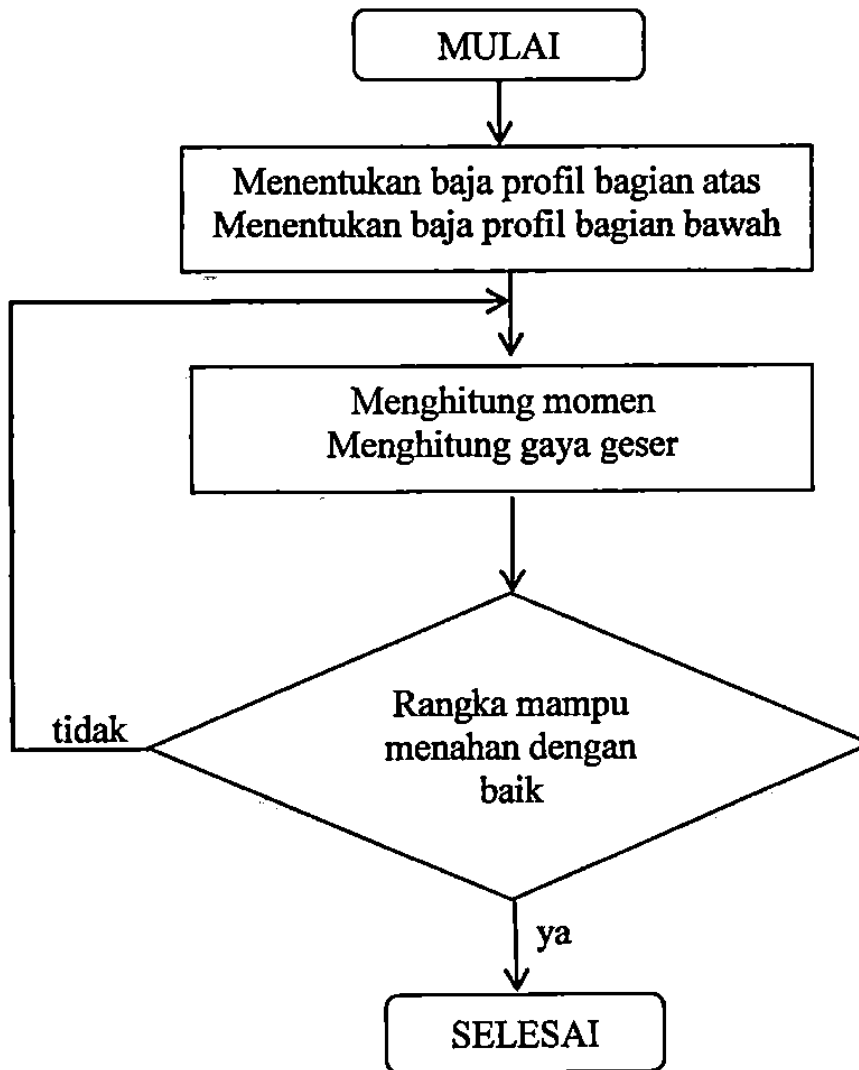 MULAI
Menentukan baja profil bagian atas
Menentukan baja profil bagian bawah
Menghitung momen
Menghitung gaya geser
Rangka mampu
menahan dengan
baik
tidak
ya
SELESAI